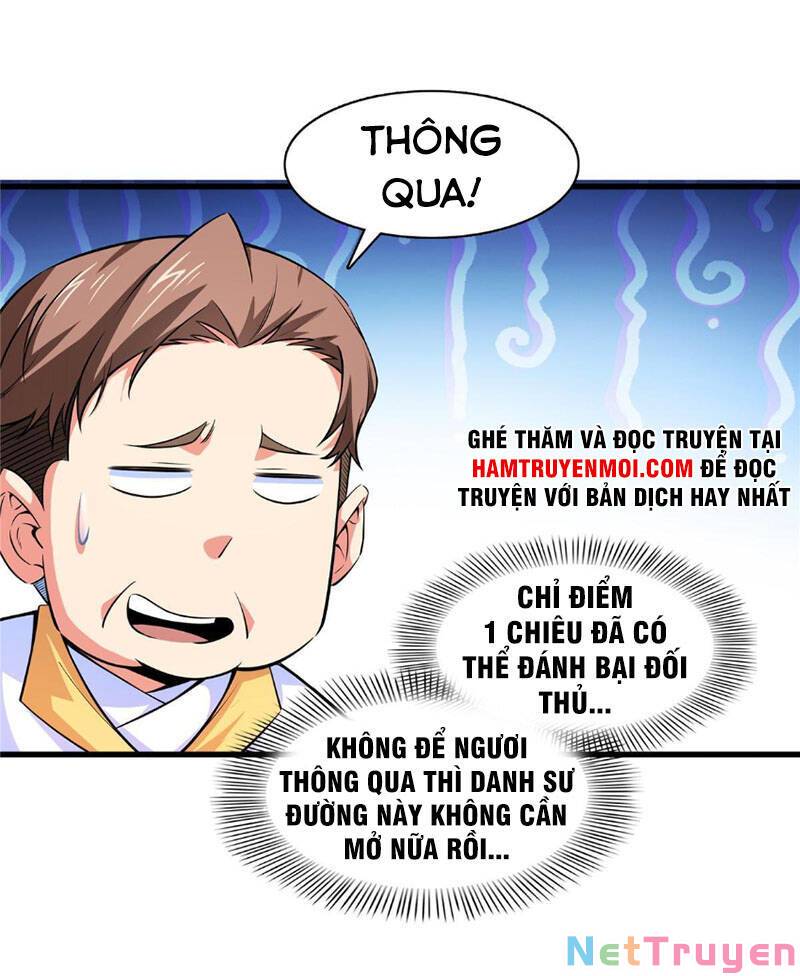 THÔNG
QUA!
GHÉ THĂM VÀ ĐỌC TRUYỆN TẠI
HAMTRUYENMOI.COM ĐỂ ĐỌC
TRUYỆN VỚI BẢN DỊCH HAY NHẤT
CHỈ ĐIỂM
1 CHIÊU ĐÃ CÓ
THỂ ĐÁNH BẠI ĐỐI
THỦ...
KHÔNG ĐỂ NGƯƠI
THÔNG QUA THÌ DANH SƯ
ĐƯỜNG NÀY KHÔNG CẦN
MỞ NỮA RỒI...
NetTruyen